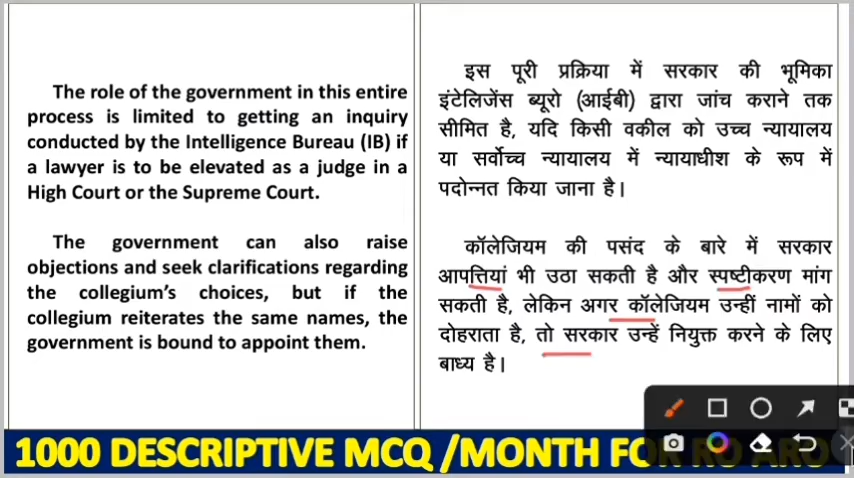 The role of the government in this entire
process is limited to getting an inquiry
conducted by the Intelligence Bureau (IB) if
a lawyer is to be elevated as a judge in a
High Court or the Supreme Court.
The government can also raise
objections and seek clarifications regarding
the collegium's choices, but if the
collegium reiterates the same names, the
government is bound to appoint them.
इस पूरी प्रक्रिया में सरकार की भूमिका
इंटेलिजेंस ब्यूरो (आईबी) द्वारा जांच कराने तक
सीमित है, यदि किसी वकील को उच्च न्यायालय
या सर्वोच्च न्यायालय में न्यायाधीश के रूप में
पदोन्नत किया जाना है।
कॉलेजियम की पसंद के बारे में सरकार
आपत्तियां भी उठा सकती है और स्पष्टीकरण मांग
सकती है, लेकिन अगर कॉलेजियम उन्हीं नामों को
दोहराता है, तो सरकार उन्हें नियुक्त करने के लिए
बाध्य है।
1000 DESCRIPTIVE MCQ /MONTH FOR RO ARO